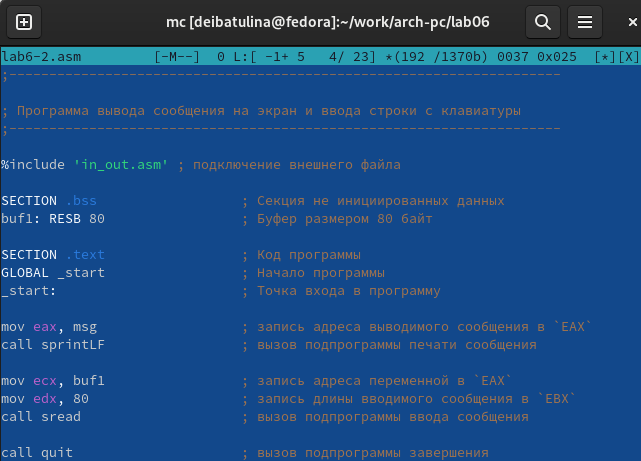 mc [deibatulina@fedora]:~/work/arch-pc/lab06
lab6-2.asm [-M--] 0 L:[ -1+ 5 4/ 23] *(192 /1370b) 0037 0x025 [*][X]
;---------------------------------------------------------------------
; Программа вывода сообщения на экран и ввода строки с клавиатуры
;---------------------------------------------------------------------
%include 'in_out.asm' ; подключение внешнего файла
SECTION .bss ; Секция не инициированных данных
buf1: RESB 80 ; Буфер размером 80 байт
SECTION .text ; Код программы
GLOBAL _start ; Начало программы
_start: ; Точка входа в программу
mov eax, msg ; запись адреса выводимого сообщения в `EAX`
call sprintLF ; вызов подпрограммы печати сообщения
mov ecx, buf1 ; запись адреса переменной в `EAX`
mov edx, 80 ; запись длины вводимого сообщения в `EBX`
call sread ; вызов подпрограммы ввода сообщения
call quit ; вызов подпрограммы завершения